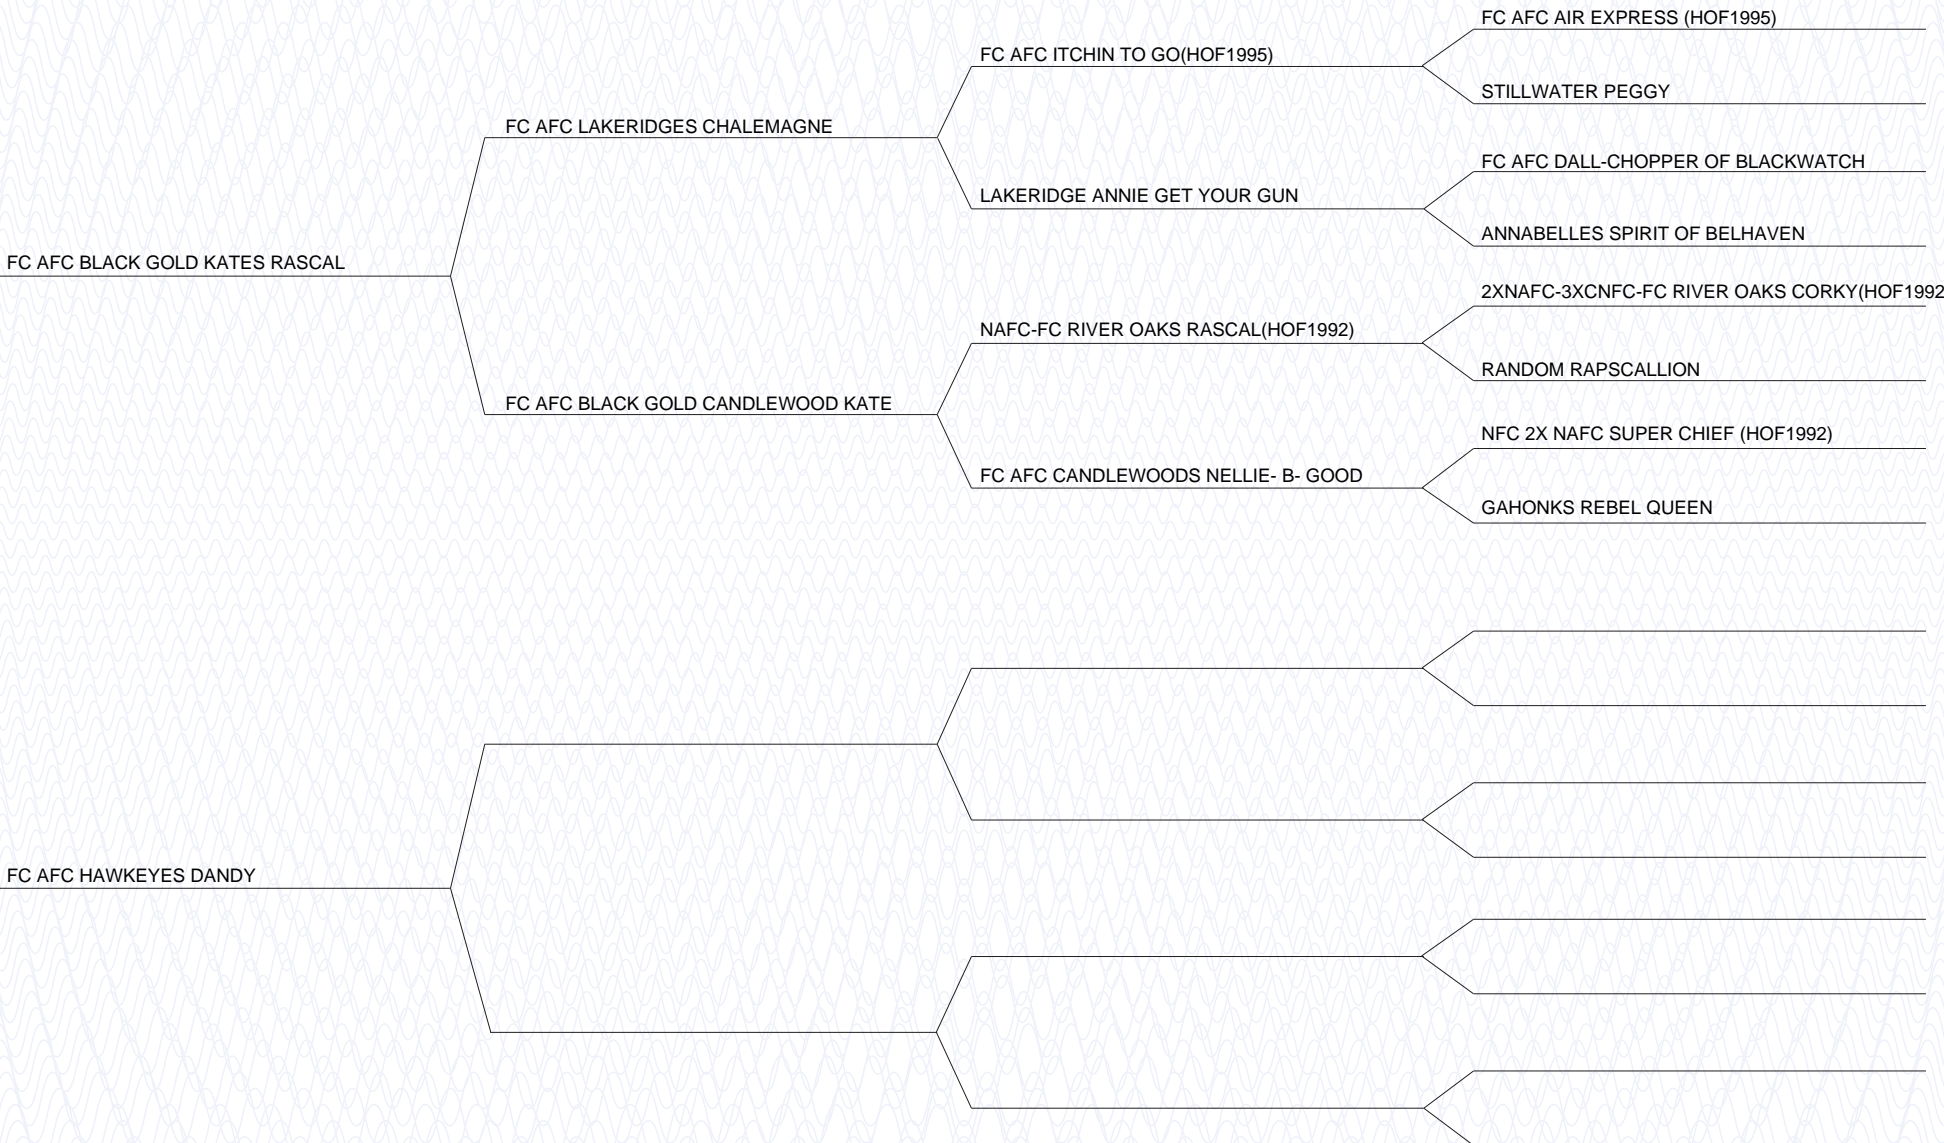 FC AFC AIR EXPRESS (HOF1995)
FC AFC ITCHIN TO GO(HOF1995)
STILLWATER PEGGY
FC AFC LAKERIDGES CHALEMAGNE
FC AFC DALL-CHOPPER OF BLACKWATCH
LAKERIDGE ANNIE GET YOUR GUN
ANNABELLES SPIRIT OF BELHAVEN
FC AFC BLACK GOLD KATES RASCAL
2XNAFC-3XCNFC-FC RIVER OAKS CORKY(HOF1992
NAFC-FC RIVER OAKS RASCAL(HOF1992)
RANDOM RAPSCALLION
FC AFC BLACK GOLD CANDLEWOOD KATE
NFC 2X NAFC SUPER CHIEF (HOF1992)
FC AFC CANDLEWOODS NELLIE- B- GOOD
GAHONKS REBEL QUEEN
FC AFC HAWKEYES DANDY